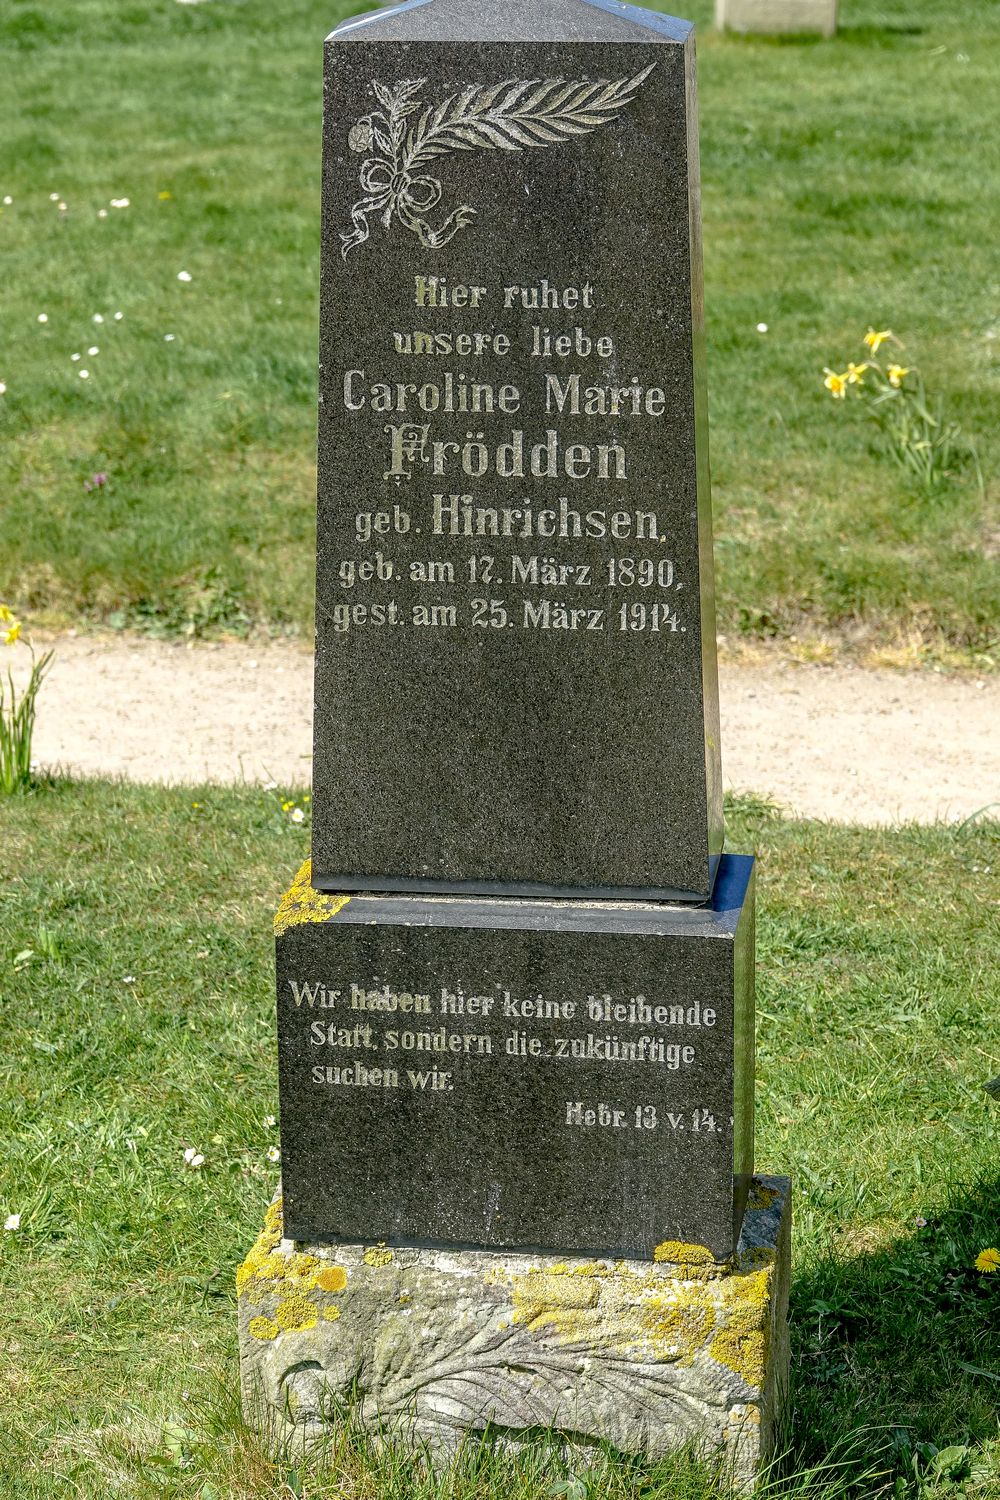 Hier ruhet
unsere liebe
Caroline Marie
Frödden
geb. Hinrichsen,
geb. am 17. März 1890,
gest. am 25. März 1914.
Wir haben hier keine bleibende
Statt, sondern die zukünftige
suchen wir.
Hebr. 13 v. 14.